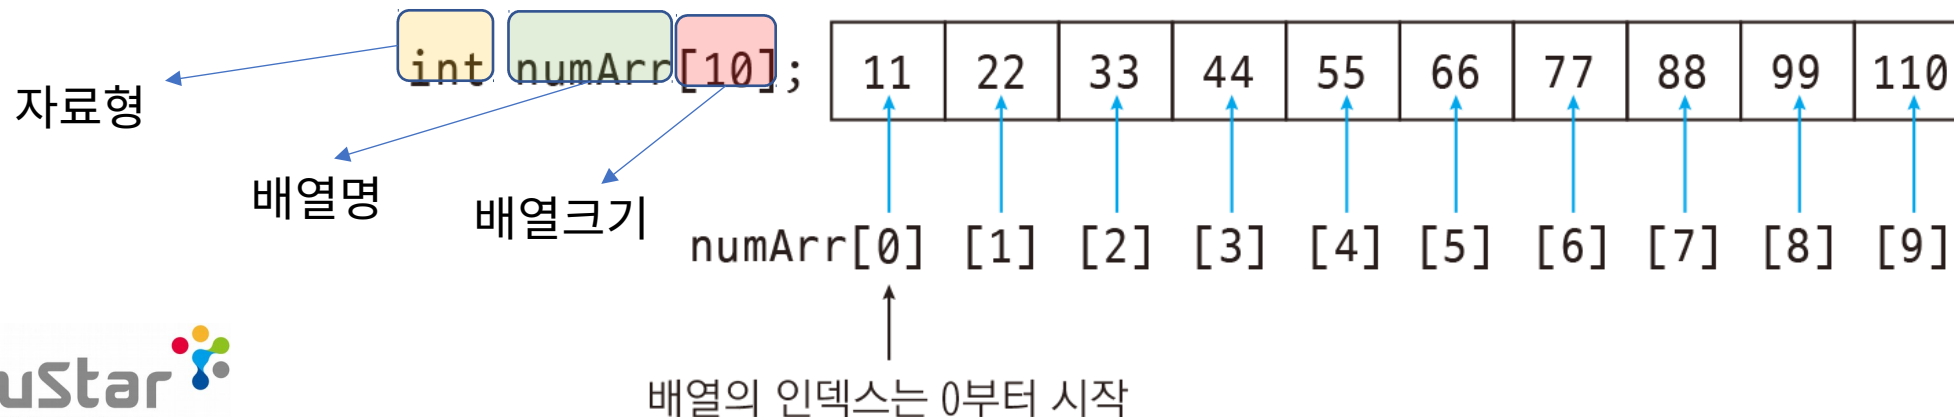 int numArr[10]; 11 22 33 44 55 66 77 88 99 110
자료형
배열명
배열크기
numArr[0] [1] [2] [3] [4] [5] [6] [7] [8] [9]
uStar
배열의 인덱스는 0부터 시작